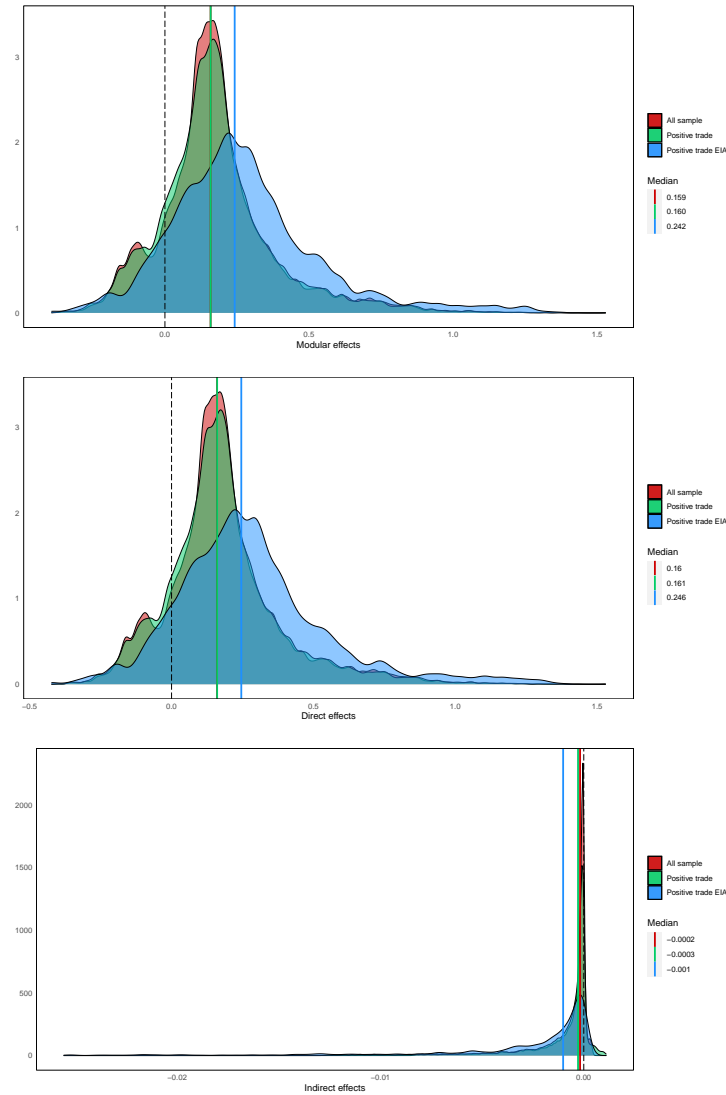 3
2
1
0
0.0 0.5 1.0 1.5
Modular effects
All sample
Positive trade
Positive trade EIA
Median
0.159
0.160
0.242
3
2
1
0
−0.5 0.0 0.5 1.0 1.5
Direct effects
All sample
Positive trade
Positive trade EIA
Median
0.16
0.161
0.246
2000
1500
1000
500
0
−0.02 −0.01 0.00
Indirect effects
All sample
Positive trade
Positive trade EIA
Median
−0.0002
−0.0003
−0.001